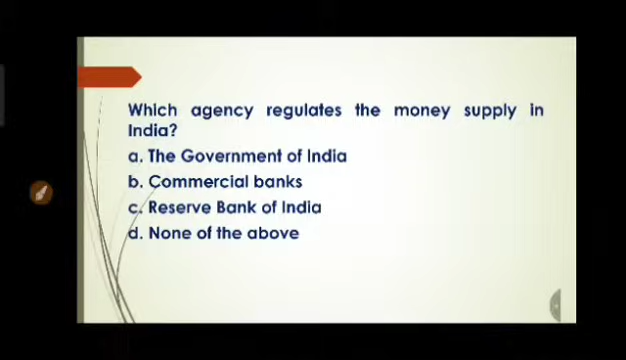 Which agency regulates the money supply in
India?
a. The Government of India
b. Commercial banks
c. Reserve Bank of India
d. None of the above